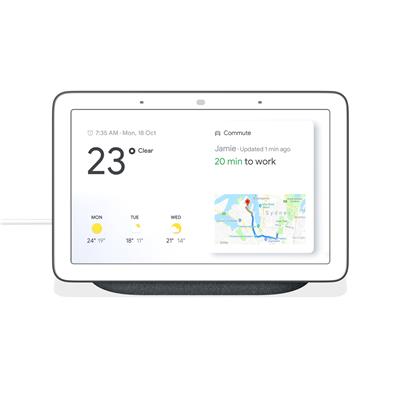 7:35 AM · Mon, 18 Oct
23 Clear
MON TUE WED
24° 19° 18° 11° 21° 14°
Commute
Jamie · Updated 1 min ago
20 min to work
Sydney